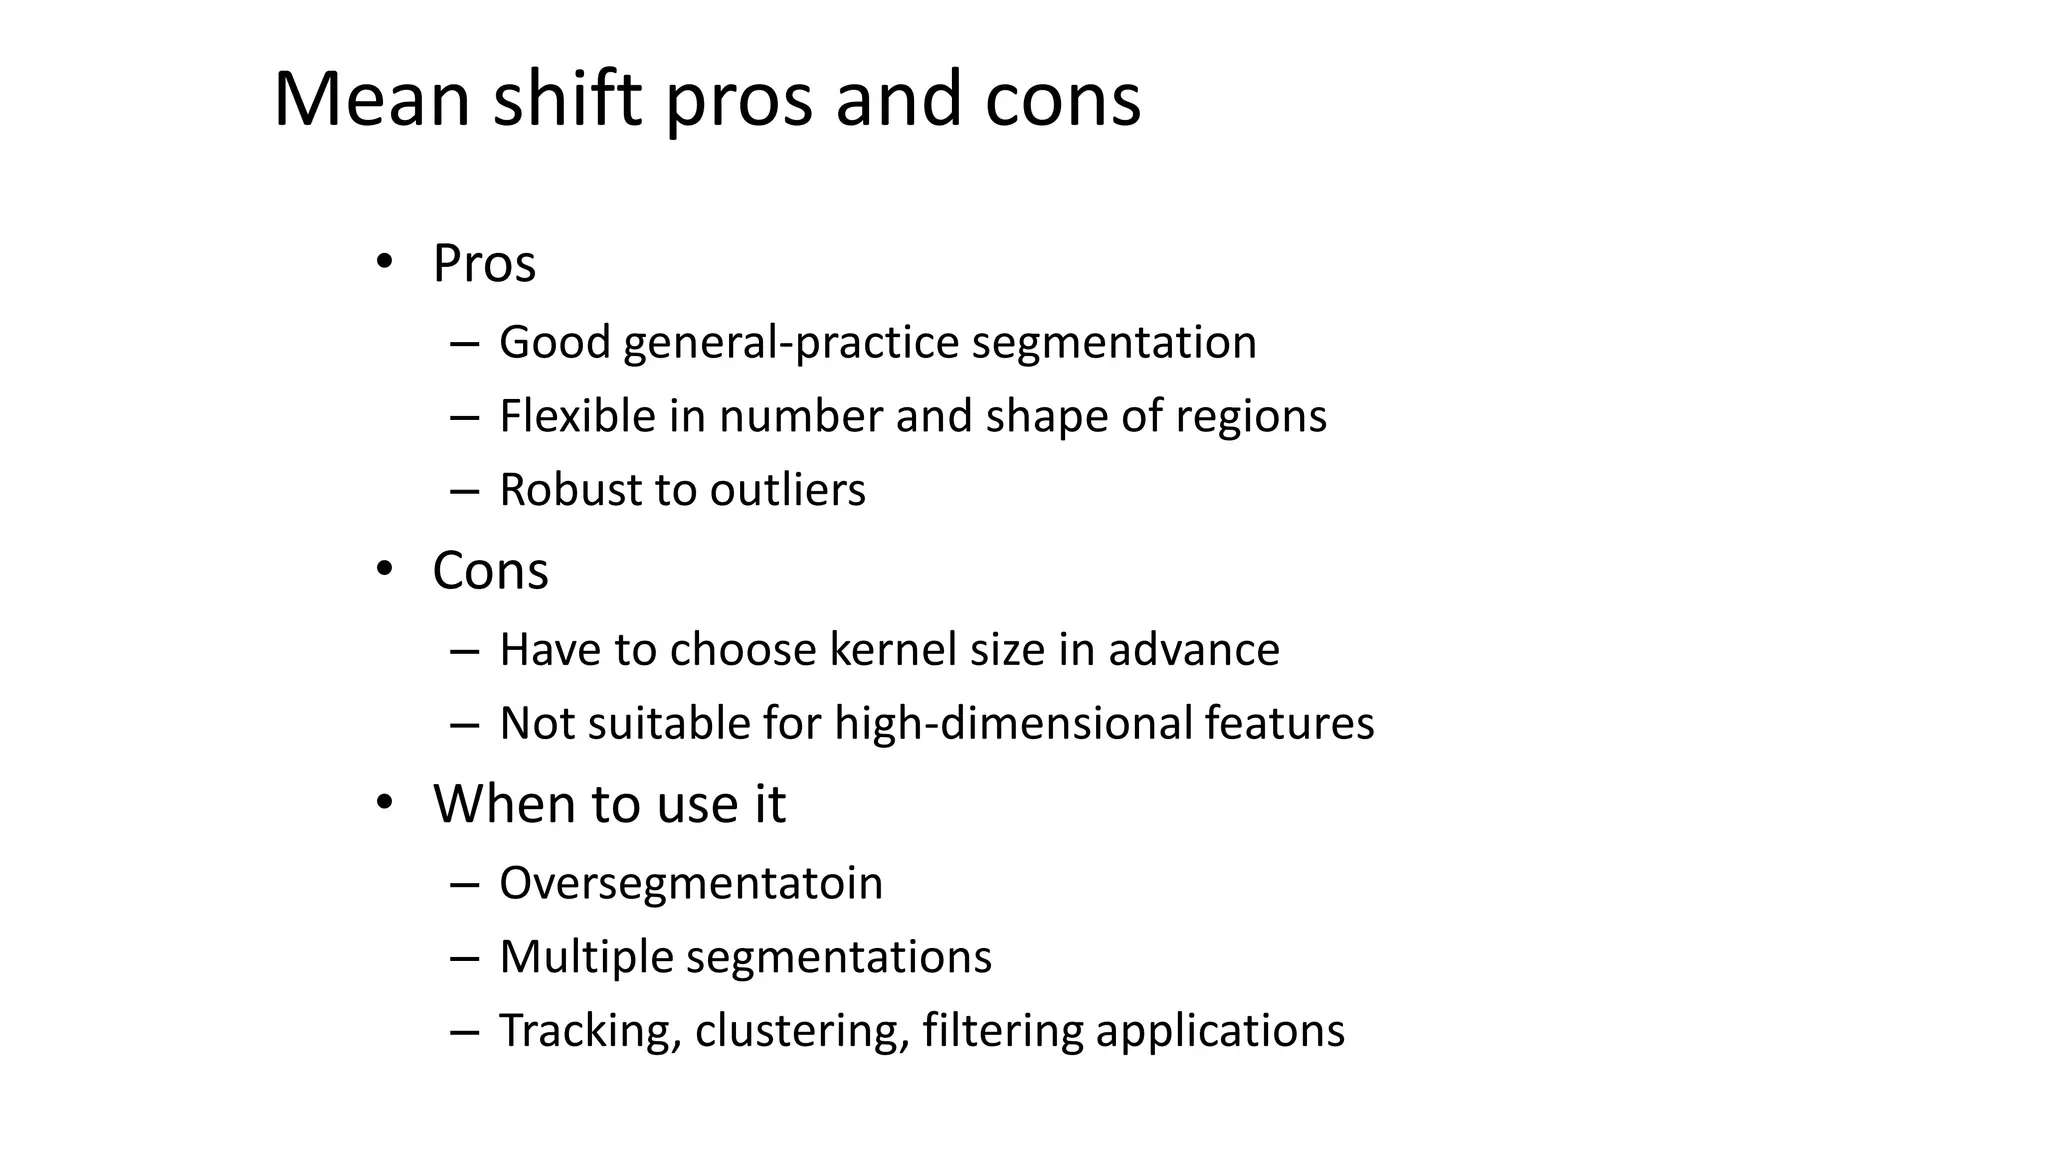 Mean shift pros and cons
• Pros
– Good general-practice segmentation
– Flexible in number and shape of regions
– Robust to outliers
• Cons
– Have to choose kernel size in advance
– Not suitable for high-dimensional features
• When to use it
– Oversegmentatoin
– Multiple segmentations
– Tracking, clustering, filtering applications